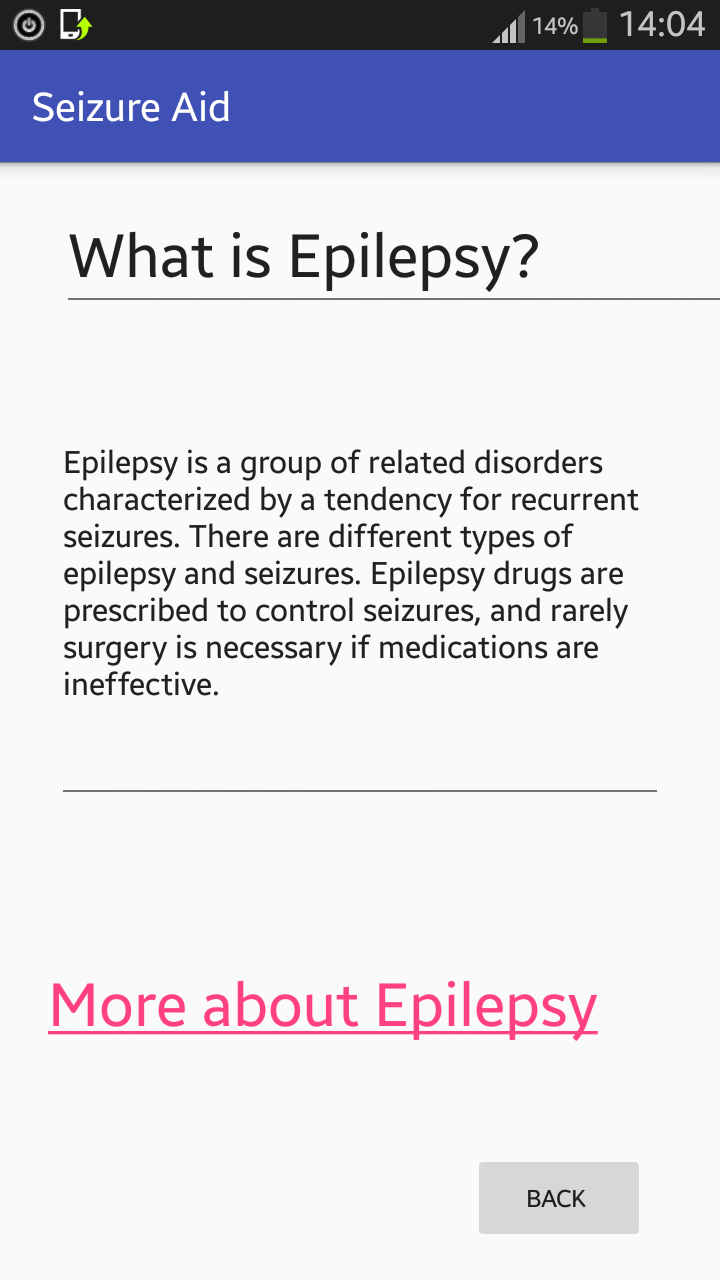 14% 14:04
Seizure Aid
What is Epilepsy?
Epilepsy is a group of related disorders
characterized by a tendency for recurrent
seizures. There are different types of
epilepsy and seizures. Epilepsy drugs are
prescribed to control seizures, and rarely
surgery is necessary if medications are
ineffective.
More about Epilepsy
BACK